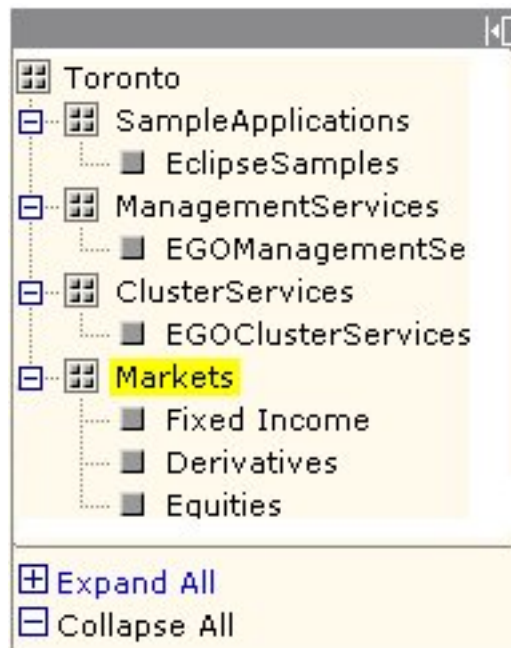 Toronto
SampleApplications
EclipseSamples
ManagementServices
EGOManagementSe
ClusterServices
EGOClusterServices
Markets
Fixed Income
Derivatives
Equities
Expand All
Collapse All